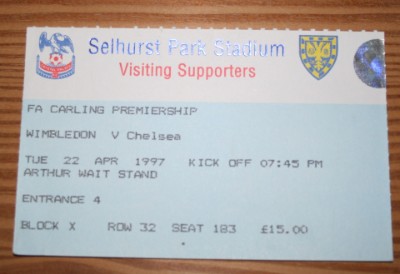 Selhurst Park Stadium
Visiting Supporters
FA CARLING PREMIERSHIP
WIMBLEDON V Chelsea
TUE 22 APR 1997 KICK OFF 07:45 PM
ARTHUR WAIT STAND
ENTRANCE 4
BLOCK X ROW 32 SEAT 183 £15.00